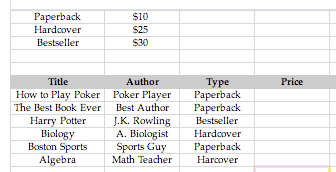 Paperback $10
Hardcover $25
Bestseller $30
Title Author Type Price
How to Play Poker Poker Player Paperback
The Best Book Ever Best Author Paperback
Harry Potter J.K. Rowling Bestseller
Biology A. Biologist Hardcover
Boston Sports Sports Guy Paperback
Algebra Math Teacher Harcover